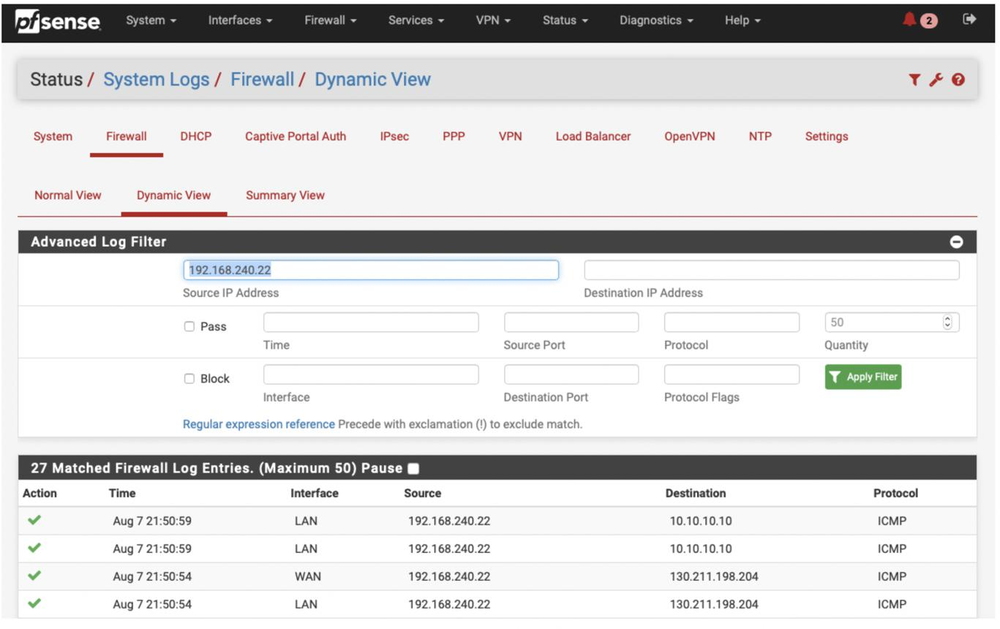 pfsense System Interfaces Firewall Services VPN Status Diagnostics Help 2
Status / System Logs / Firewall / Dynamic View
System Firewall DHCP Captive Portal Auth IPsec PPP VPN Load Balancer OpenVPN NTP Settings
Normal View Dynamic View Summary View
Advanced Log Filter
192.168.240.22
Source IP Address Destination IP Address
Pass 50
Time Source Port Protocol Quantity
Block Apply Filter
Interface Destination Port Protocol Flags
Regular expression reference Precede with exclamation (!) to exclude match.
27 Matched Firewall Log Entries. (Maximum 50) Pause
Action Time Interface Source Destination Protocol
Aug 7 21:50:59 LAN 192.168.240.22 10.10.10.10 ICMP
Aug 7 21:50:59 LAN 192.168.240.22 10.10.10.10 ICMP
Aug 7 21:50:54 WAN 192.168.240.22 130.211.198.204 ICMP
Aug 7 21:50:54 LAN 192.168.240.22 130.211.198.204 ICMP